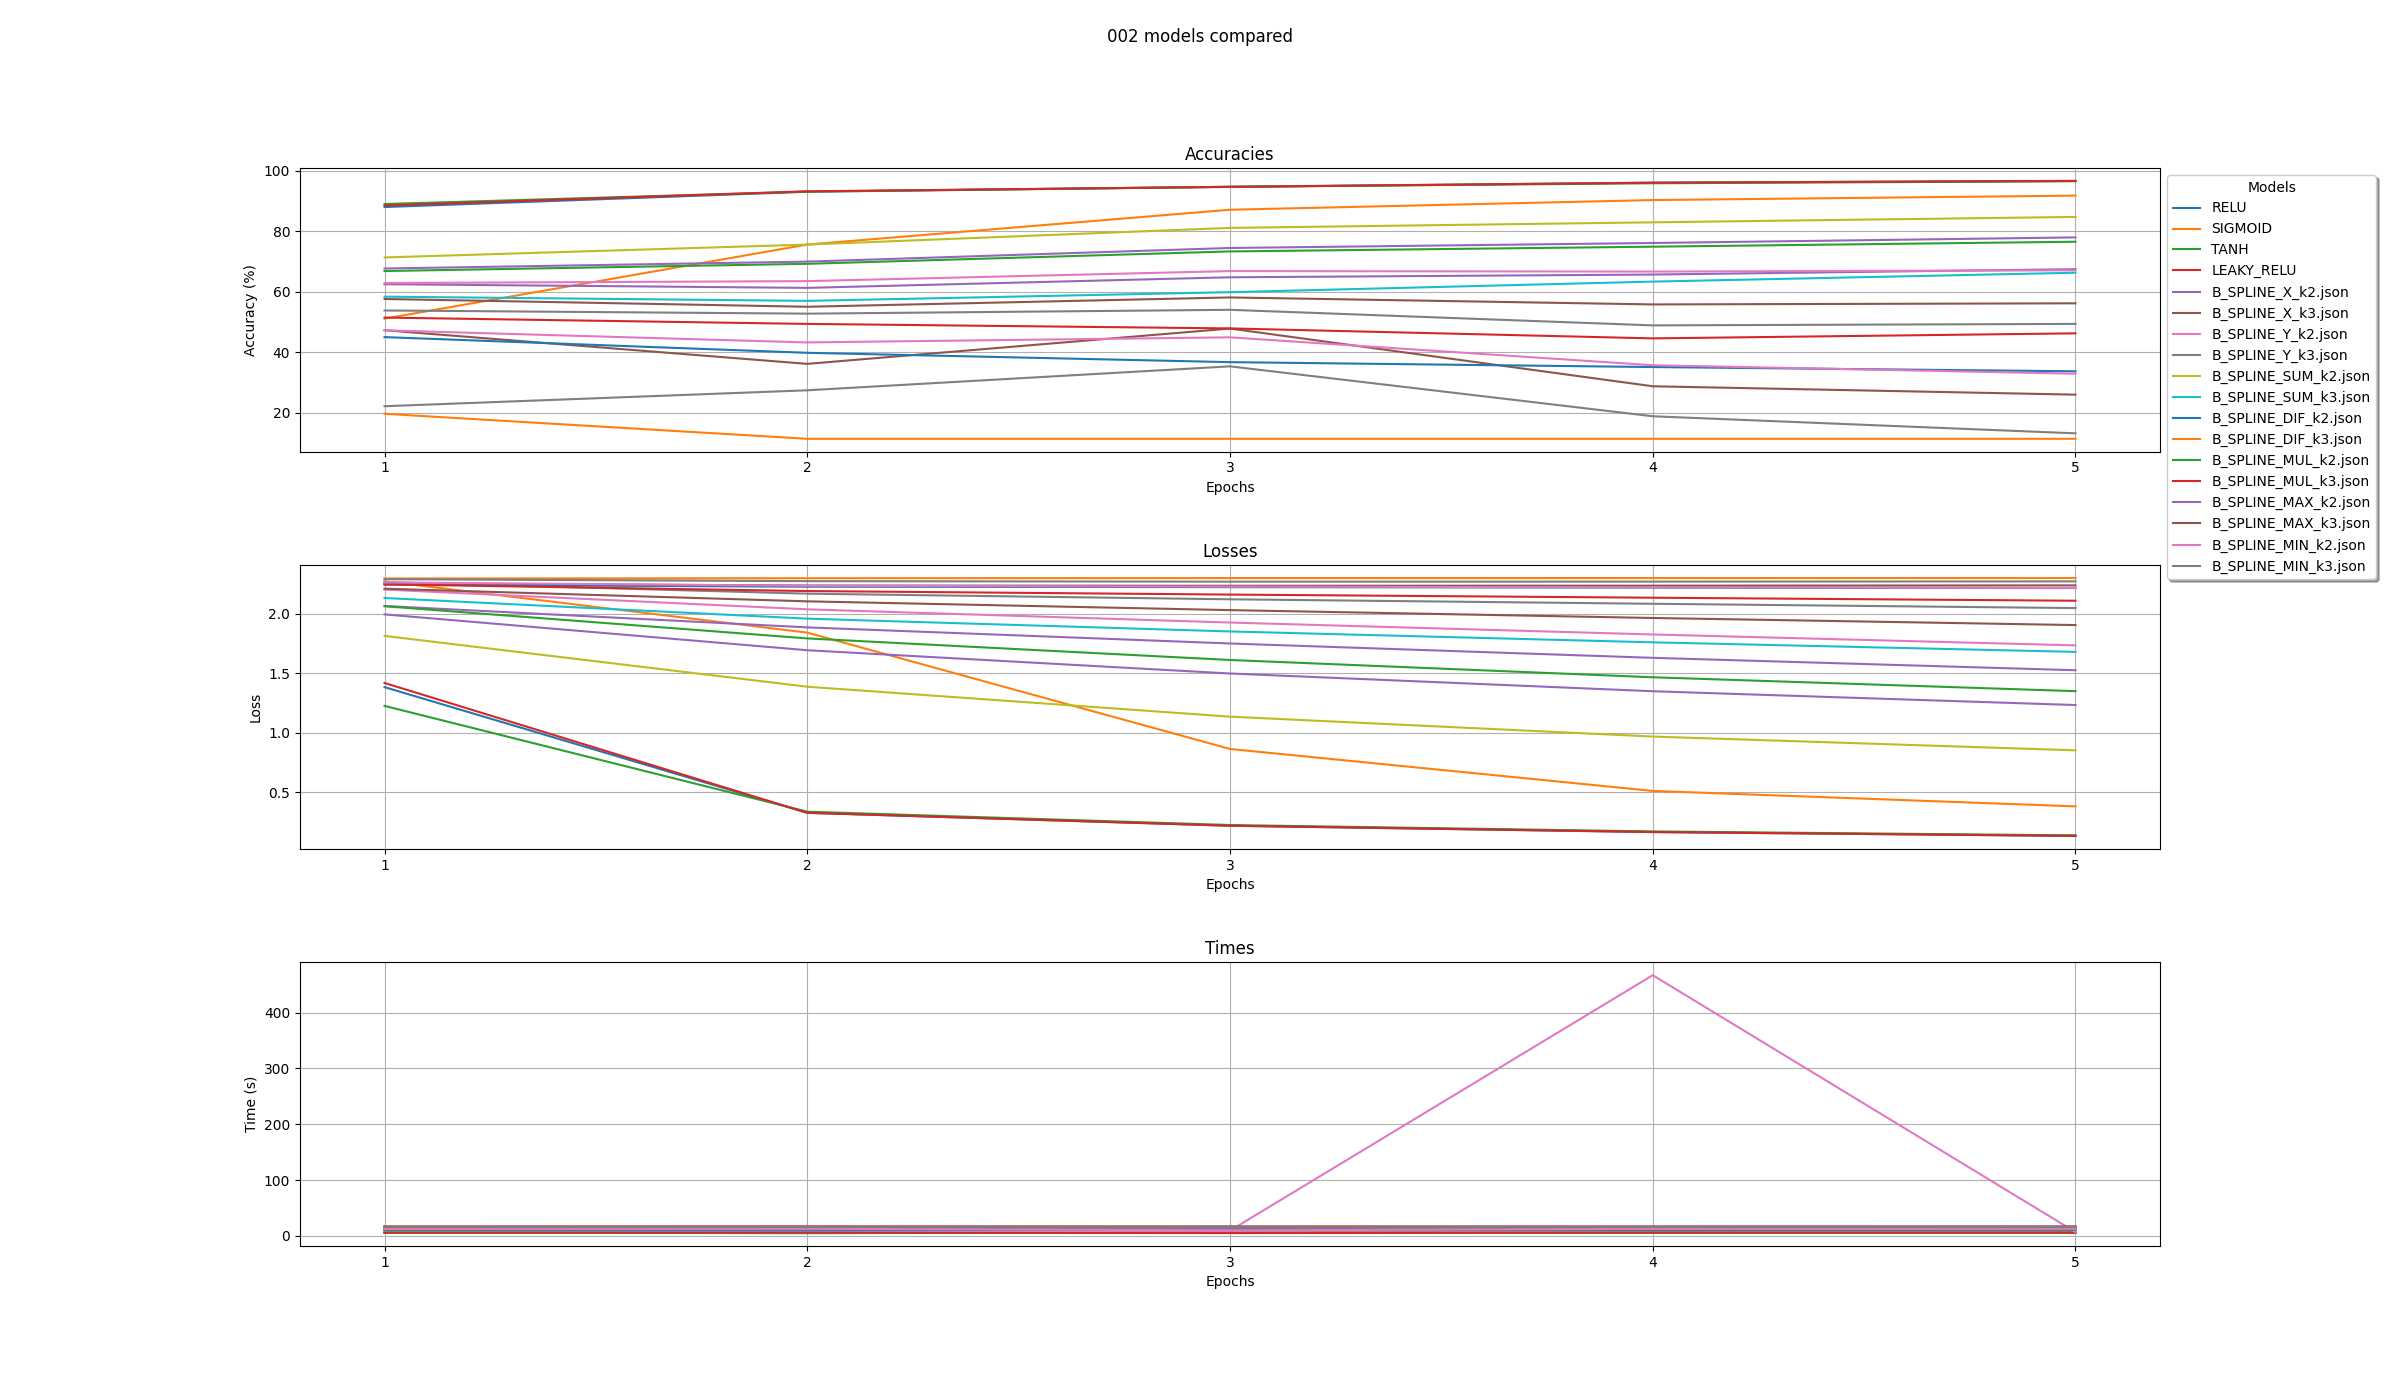 002 models compared
Accuracies
100
80
60
40
20
Accuracy (%)
1 2 3 4 5
Epochs
Models
RELU
SIGMOID
TANH
LEAKY_RELU
B_SPLINE_X_k2.json
B_SPLINE_X_k3.json
B_SPLINE_Y_k2.json
B_SPLINE_Y_k3.json
B_SPLINE_SUM_k2.json
B_SPLINE_SUM_k3.json
B_SPLINE_DIF_k2.json
B_SPLINE_DIF_k3.json
B_SPLINE_MUL_k2.json
B_SPLINE_MUL_k3.json
B_SPLINE_MAX_k2.json
B_SPLINE_MAX_k3.json
B_SPLINE_MIN_k2.json
B_SPLINE_MIN_k3.json
Losses
2.0
1.5
1.0
0.5
Loss
1 2 3 4 5
Epochs
Times
400
300
200
100
0
Time (s)
1 2 3 4 5
Epochs